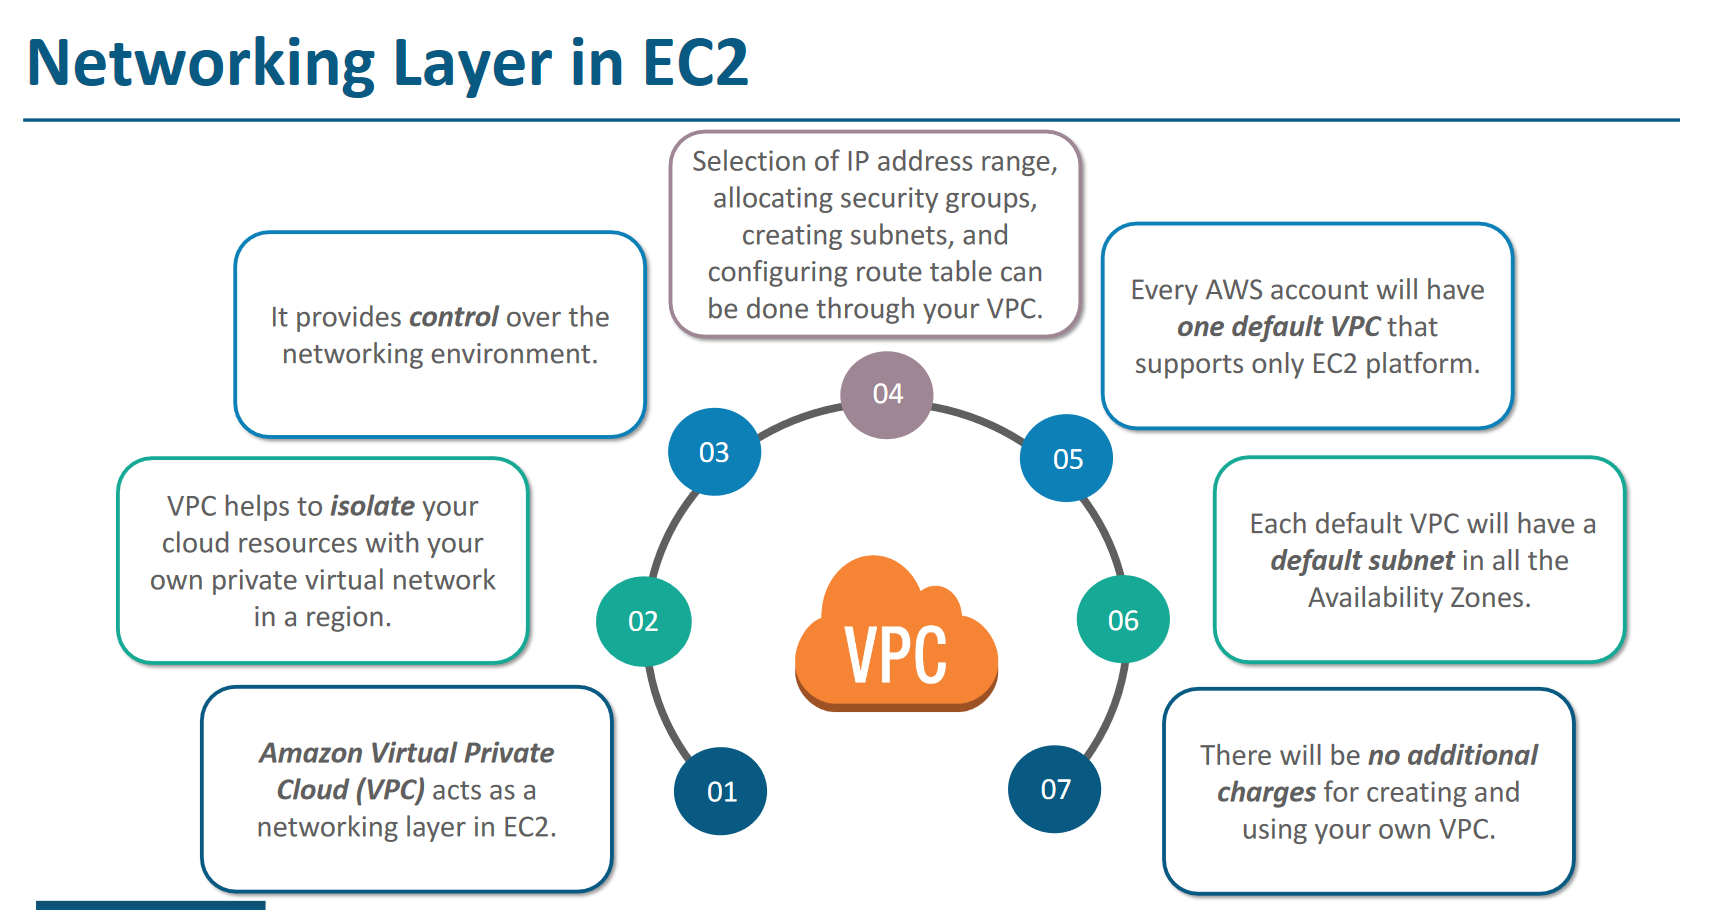 Networking Layer in EC2
Selection of IP address range,
allocating security groups,
creating subnets, and
configuring route table can
be done through your VPC.
It provides control over the
networking environment.
Every AWS account will have
one default VPC that
supports only EC2 platform.
04
03
05
VPC helps to isolate your
cloud resources with your
own private virtual network
in a region.
Each default VPC will have a
default subnet in all the
Availability Zones.
02
06
VPC
Amazon Virtual Private
Cloud (VPC) acts as a
networking layer in EC2.
01
07
There will be no additional
charges for creating and
using your own VPC.